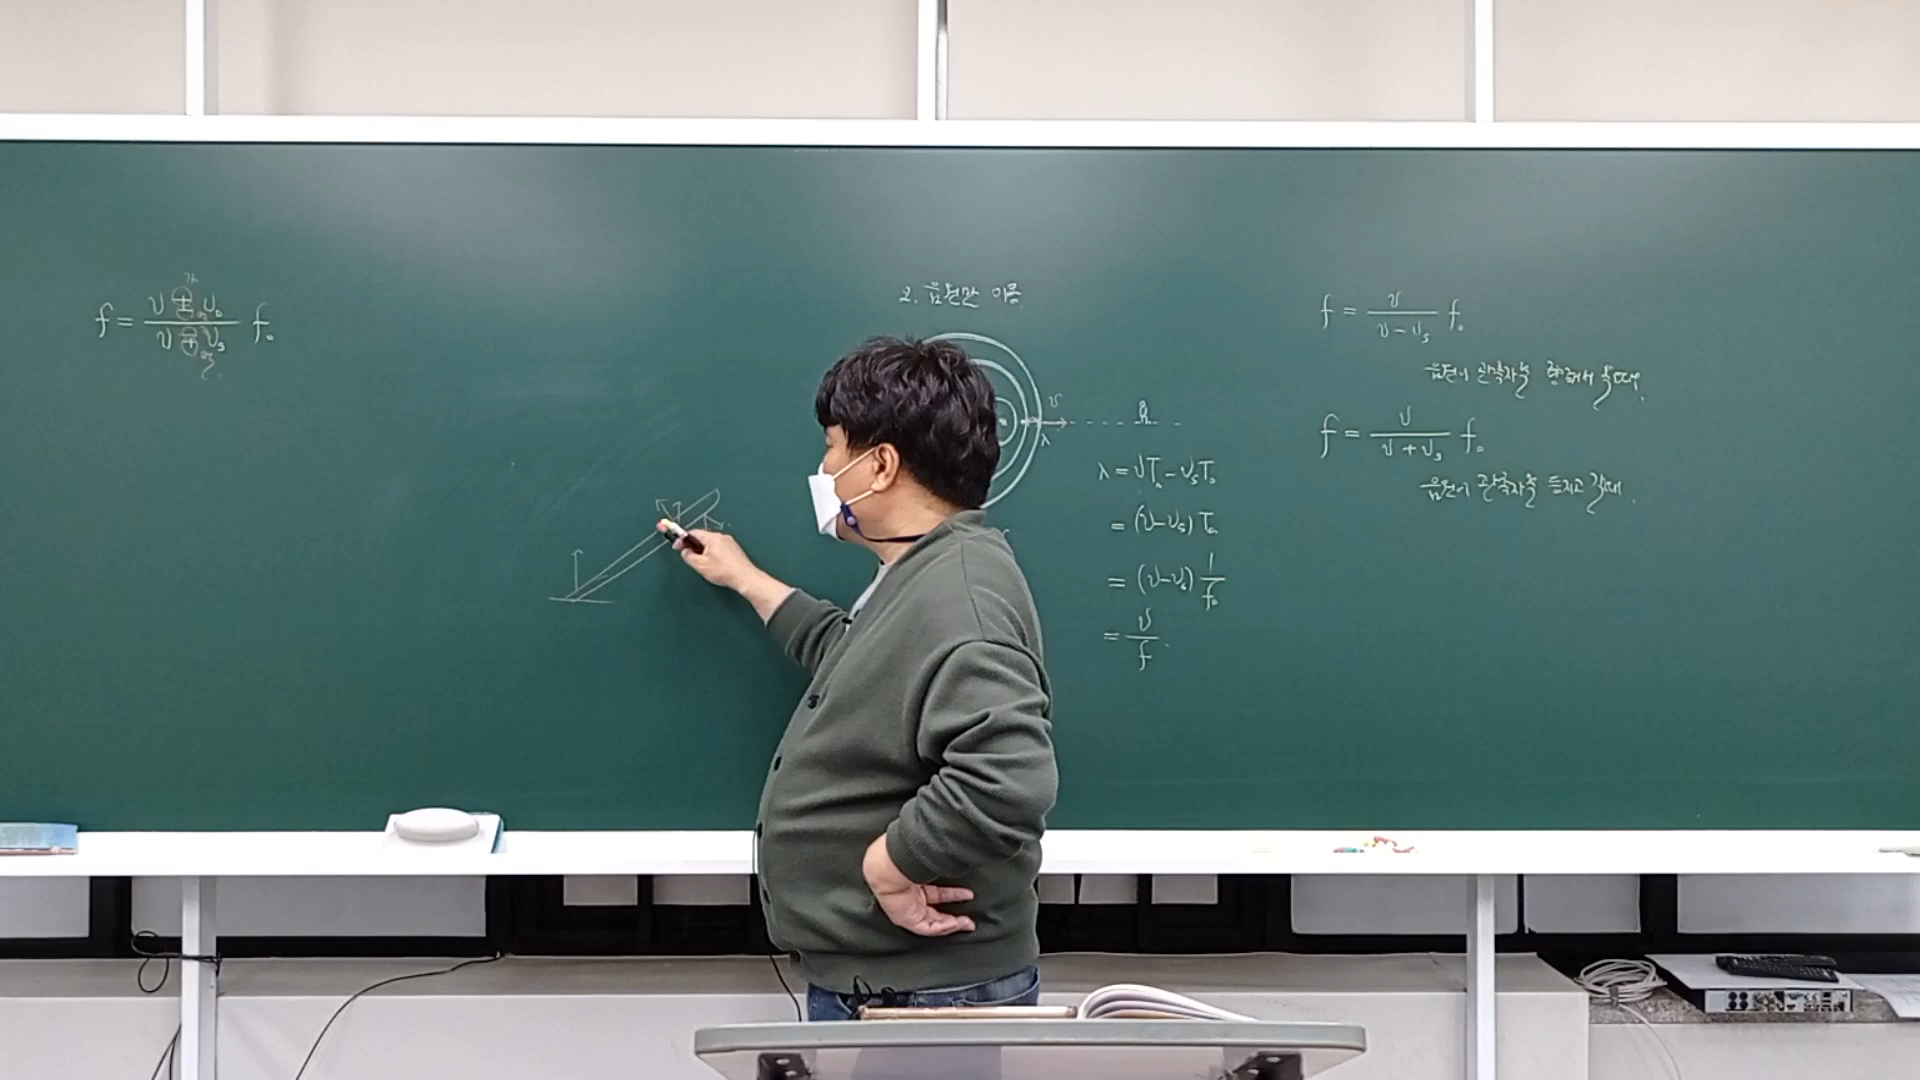 f = (v ± v₀) / (v ∓ vₛ) f₀
가
2. 음원만 이동
v
λ
λ = vT₀ - vₛT₀
= (v-vₛ) T₀
= (v-vₛ) 1/f₀
= v/f
f = v / (v - vₛ) f₀
음원이 관측자를 향해서 올때.
f = v / (v + vₛ) f₀
음원이 관측자를 등지고 갈때.